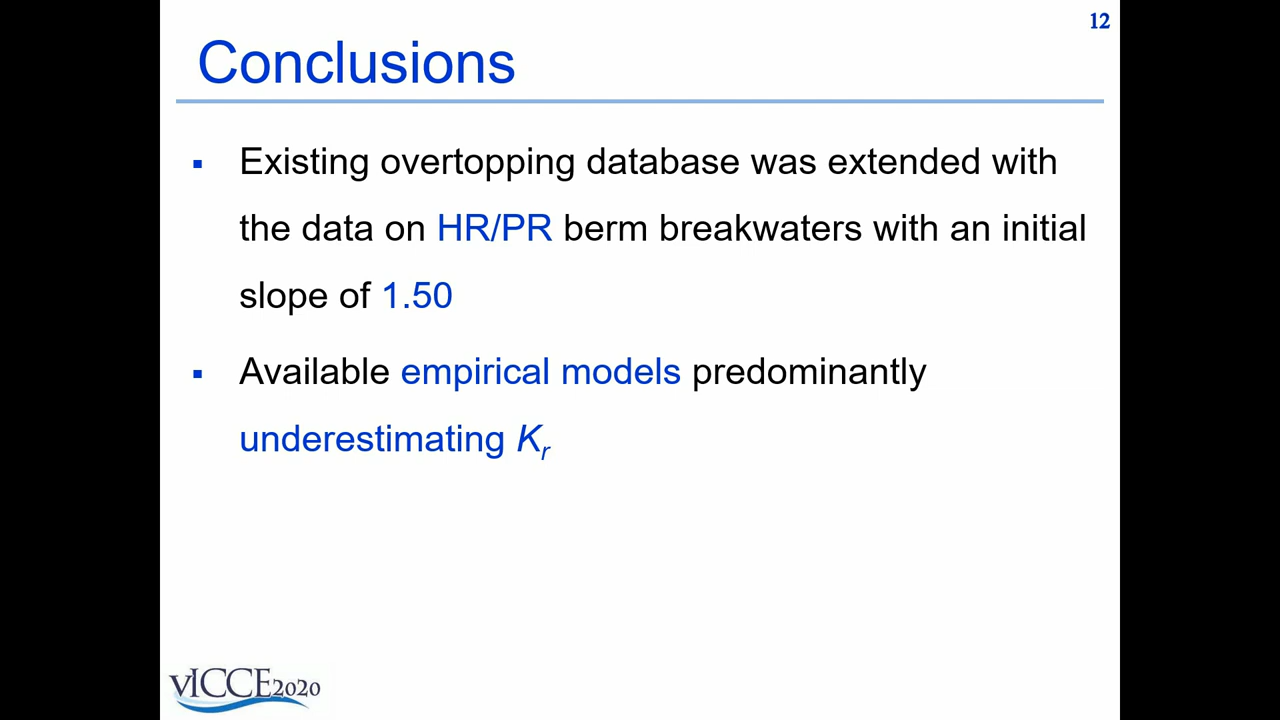 12
Conclusions
▪ Existing overtopping database was extended with
the data on HR/PR berm breakwaters with an initial
slope of 1.50
▪ Available empirical models predominantly
underestimating Kr
vICCE2020